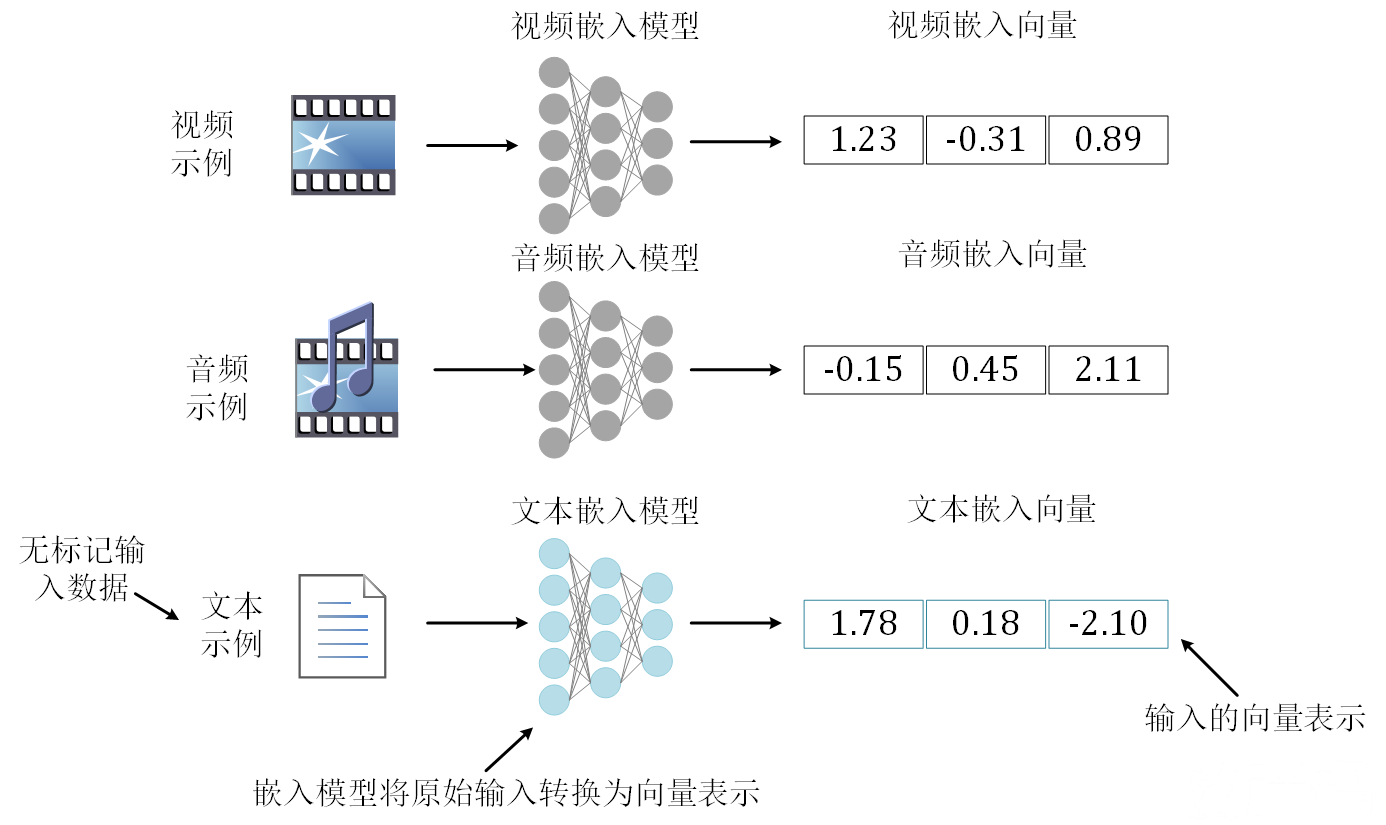 视频嵌入模型
视频嵌入向量
视频
示例
1.23 -0.31 0.89
音频嵌入模型
音频嵌入向量
音频
示例
-0.15 0.45 2.11
文本嵌入模型
文本嵌入向量
无标记输
入数据
文本
示例
1.78 0.18 -2.10
输入的向量表示
嵌入模型将原始输入转换为向量表示